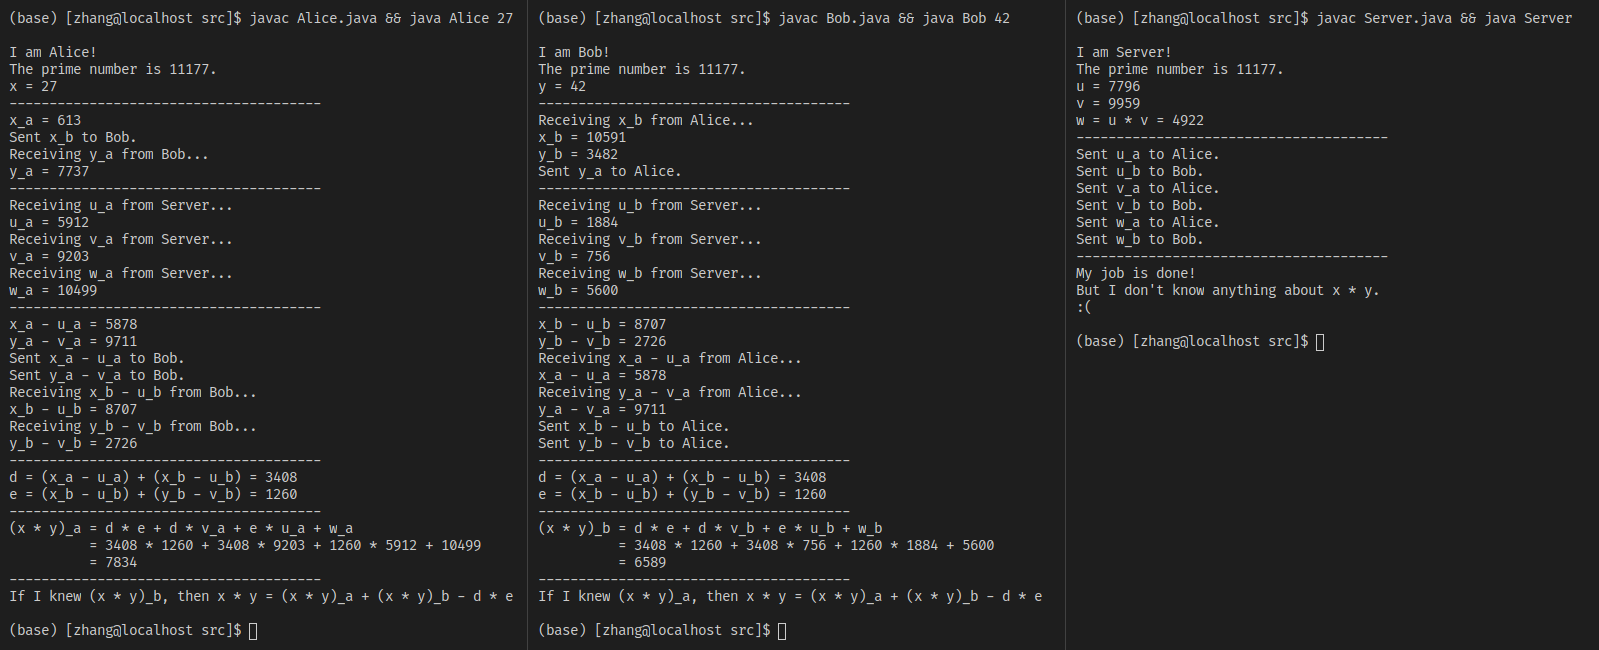 (base) [zhang@localhost src]$ javac Alice.java && java Alice 27
I am Alice!
The prime number is 11177.
x = 27
---------------------------------------
x_a = 613
Sent x_b to Bob.
Receiving y_a from Bob...
y_a = 7737
---------------------------------------
Receiving u_a from Server...
u_a = 5912
Receiving v_a from Server...
v_a = 9203
Receiving w_a from Server...
w_a = 10499
---------------------------------------
x_a - u_a = 5878
y_a - v_a = 9711
Sent x_a - u_a to Bob.
Sent y_a - v_a to Bob.
Receiving x_b - u_b from Bob...
x_b - u_b = 8707
Receiving y_b - v_b from Bob...
y_b - v_b = 2726
---------------------------------------
d = (x_a - u_a) + (x_b - u_b) = 3408
e = (x_b - u_b) + (y_b - v_b) = 1260
---------------------------------------
(x * y)_a = d * e + d * v_a + e * u_a + w_a
= 3408 * 1260 + 3408 * 9203 + 1260 * 5912 + 10499
= 7834
---------------------------------------
If I knew (x * y)_b, then x * y = (x * y)_a + (x * y)_b - d * e
(base) [zhang@localhost src]$
(base) [zhang@localhost src]$ javac Bob.java && java Bob 42
I am Bob!
The prime number is 11177.
y = 42
---------------------------------------
Receiving x_b from Alice...
x_b = 10591
y_b = 3482
Sent y_a to Alice.
---------------------------------------
Receiving u_b from Server...
u_b = 1884
Receiving v_b from Server...
v_b = 756
Receiving w_b from Server...
w_b = 5600
---------------------------------------
x_b - u_b = 8707
y_b - v_b = 2726
Receiving x_a - u_a from Alice...
x_a - u_a = 5878
Receiving y_a - v_a from Alice...
y_a - v_a = 9711
Sent x_b - u_b to Alice.
Sent y_b - v_b to Alice.
---------------------------------------
d = (x_a - u_a) + (x_b - u_b) = 3408
e = (x_b - u_b) + (y_b - v_b) = 1260
---------------------------------------
(x * y)_b = d * e + d * v_b + e * u_b + w_b
= 3408 * 1260 + 3408 * 756 + 1260 * 1884 + 5600
= 6589
---------------------------------------
If I knew (x * y)_a, then x * y = (x * y)_a + (x * y)_b - d * e
(base) [zhang@localhost src]$
(base) [zhang@localhost src]$ javac Server.java && java Server
I am Server!
The prime number is 11177.
u = 7796
v = 9959
w = u * v = 4922
---------------------------------------
Sent u_a to Alice.
Sent u_b to Bob.
Sent v_a to Alice.
Sent v_b to Bob.
Sent w_a to Alice.
Sent w_b to Bob.
---------------------------------------
My job is done!
But I don't know anything about x * y.
:(
(base) [zhang@localhost src]$